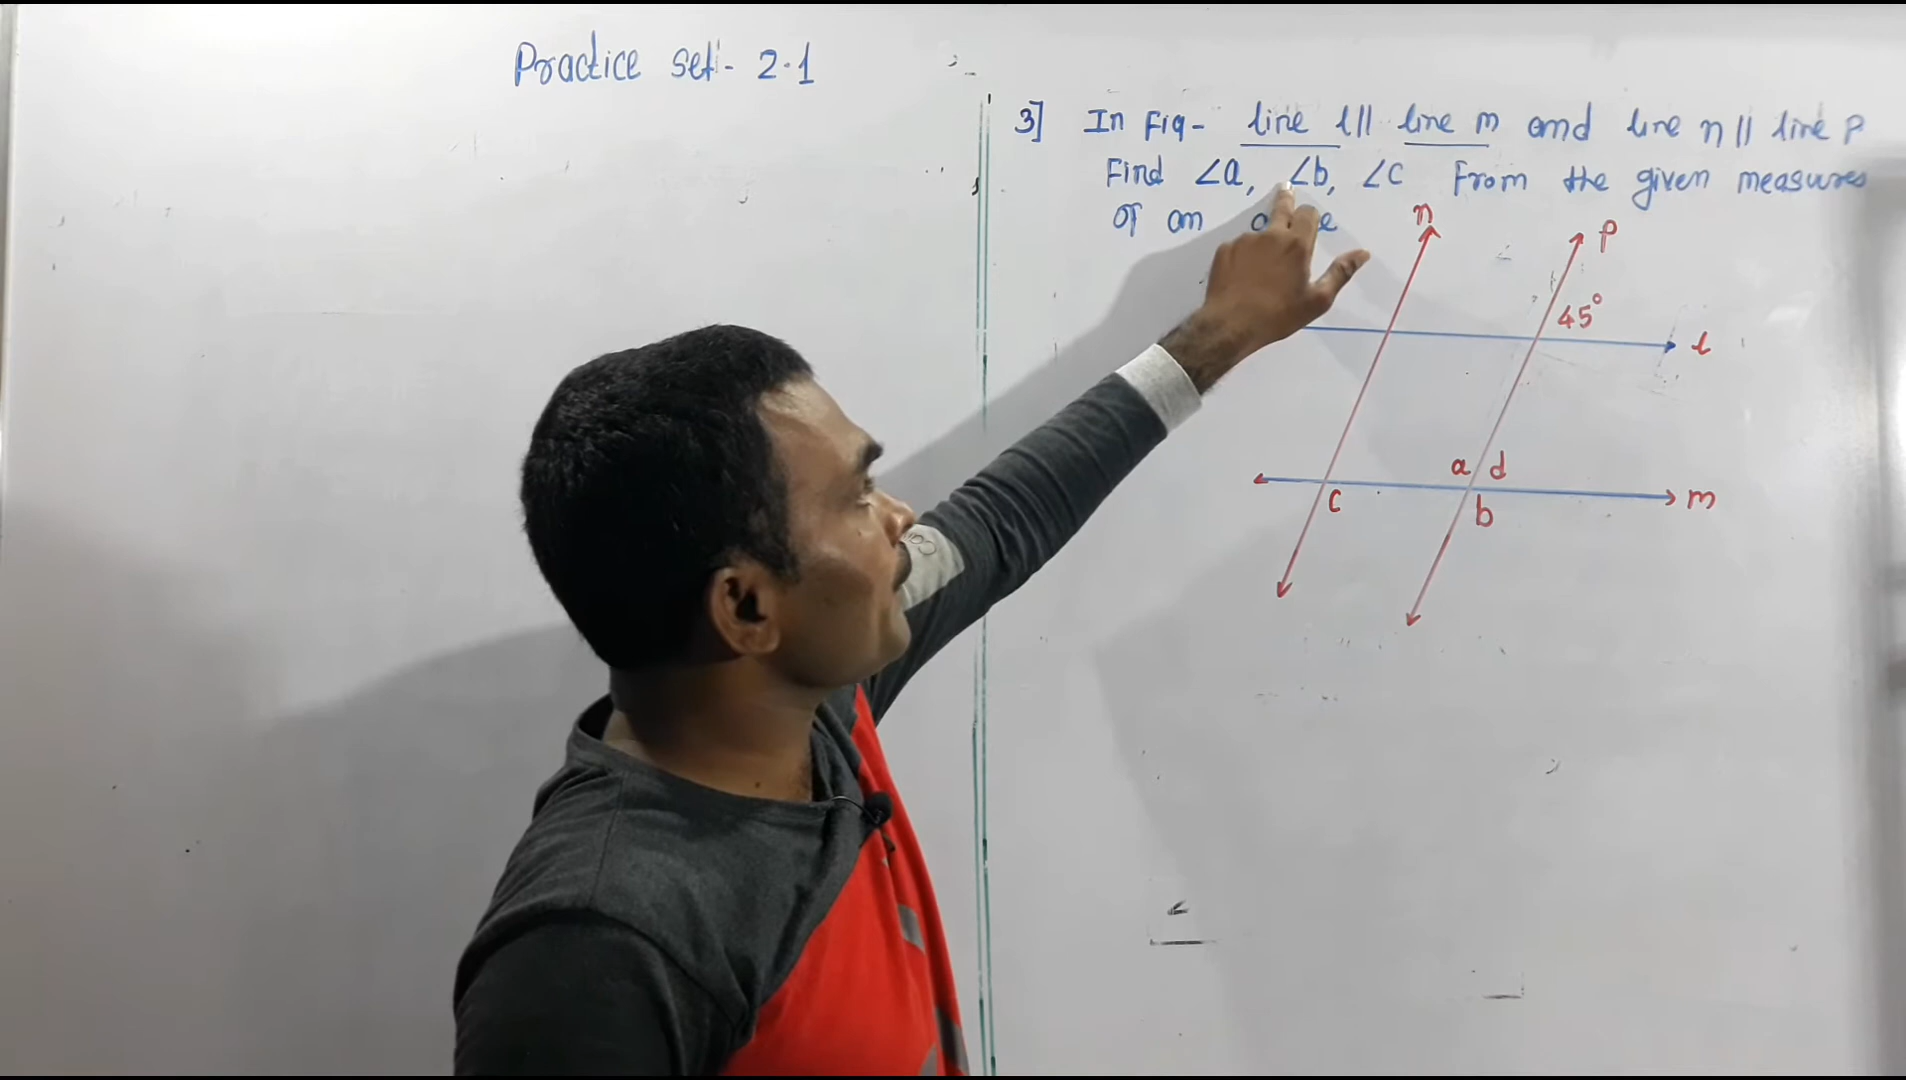 Practice set - 2.1
3] In Fig- line l || line m and line n || line p
Find ∠a, ∠b, ∠c From the given measures
of an
n
p
45°
l
a d
m
c
b